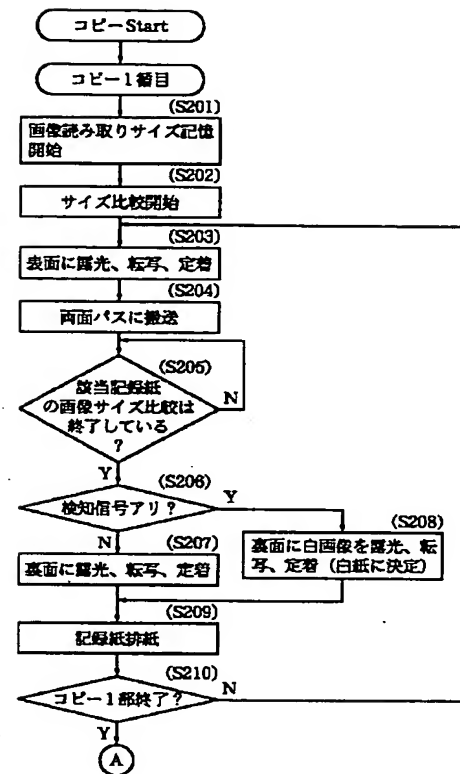 コピーStart
コピー1番目
(S201)
画像読み取りサイズ記憶
開始
(S202)
サイズ比較開始
(S203)
表面に露光、転写、定着
(S204)
両面パスに搬送
(S205)
該当記録紙
の画像サイズ比較は
終了している
?
N
Y
(S206)
検知信号アリ?
Y
N
(S207)
裏面に露光、転写、定着
(S208)
裏面に白画像を露光、転
写、定着(白紙に決定)
(S209)
記録紙排紙
(S210)
コピー1部終了?
N
Y
A